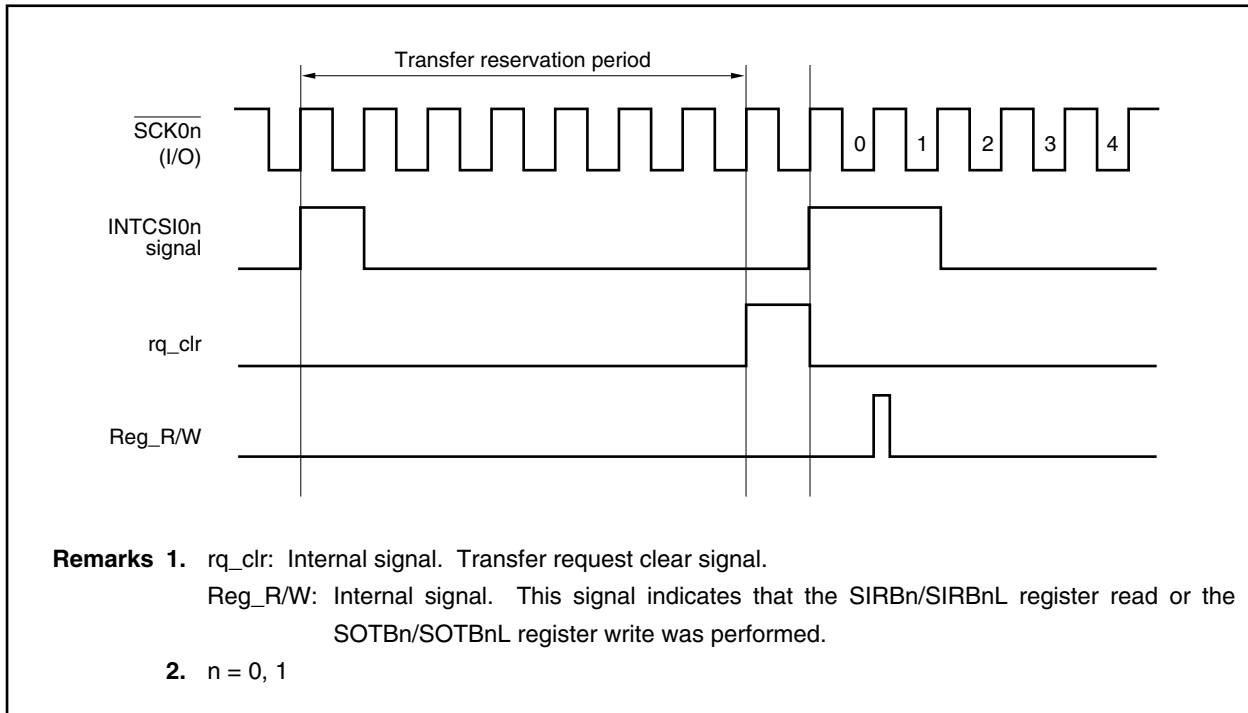 Transfer reservation period
SCK0n
(I/O)
0 1 2 3 4
INTCSI0n
signal
rq_clr
Reg_R/W
Remarks 1. rq_clr: Internal signal. Transfer request clear signal.
Reg_R/W: Internal signal. This signal indicates that the SIRBn/SIRBnL register read or the
SOTBn/SOTBnL register write was performed.
2. n = 0, 1